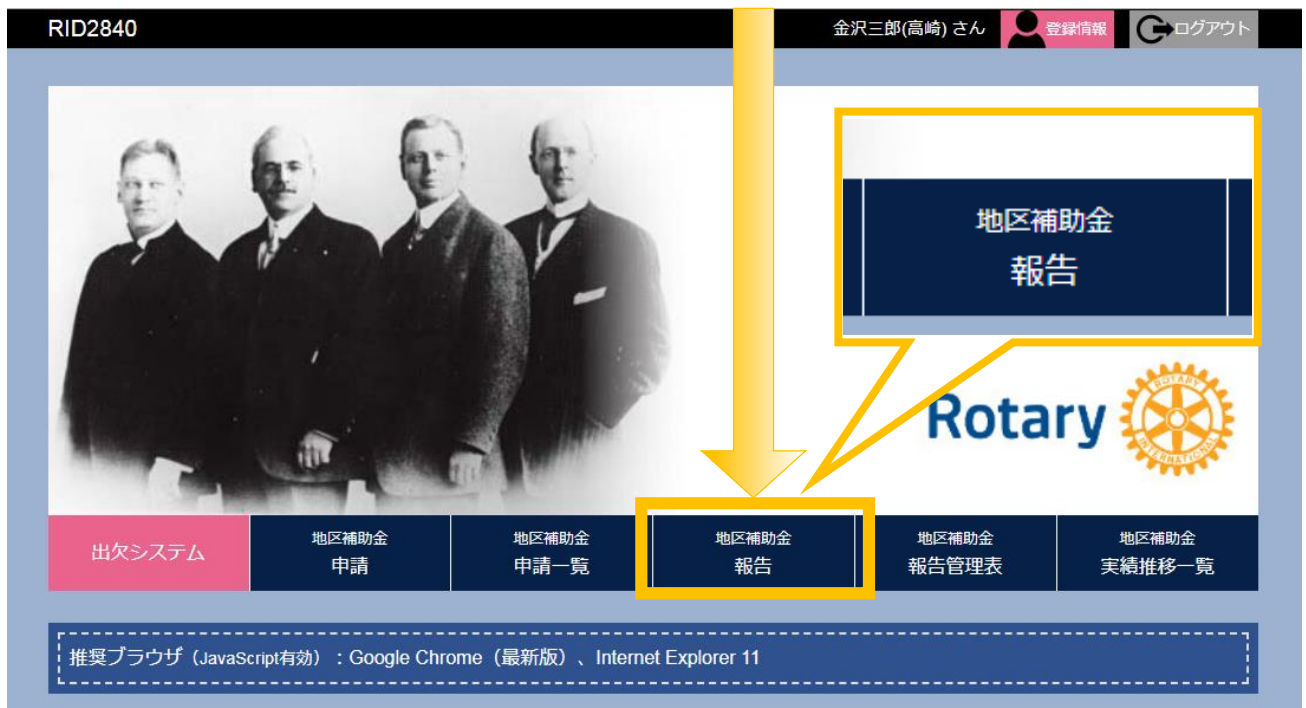 RID2840
金沢三郎(高崎) さん
登録情報
ログアウト
地区補助金
報告
Rotary
ROTARY
INTERNATIONAL
出欠システム
地区補助金
申請
地区補助金
申請一覧
地区補助金
報告
地区補助金
報告管理表
地区補助金
実績推移一覧
推奨ブラウザ（JavaScript有効）：Google Chrome（最新版）、Internet Explorer 11